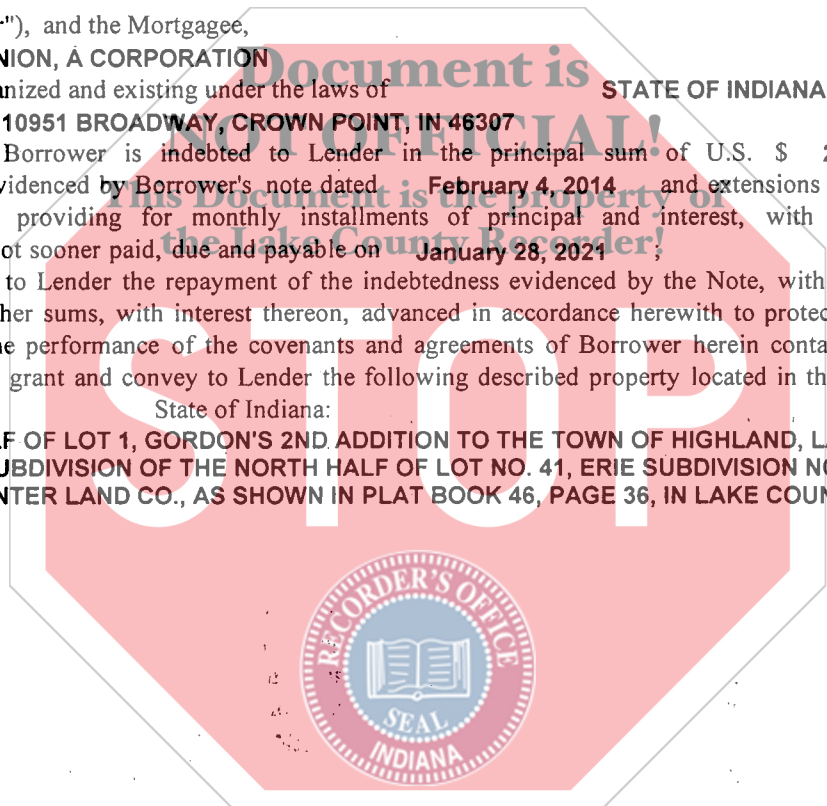 r"), and the Mortgagee,
NION, A CORPORATION
anized and existing under the laws of STATE OF INDIANA
10951 BROADWAY, CROWN POINT, IN 46307
Borrower is indebted to Lender in the principal sum of U.S. $ 2
videnced by Borrower's note dated February 4, 2014 and extensions
providing for monthly installments of principal and interest, with
ot sooner paid, due and payable on January 28, 2021 ;
to Lender the repayment of the indebtedness evidenced by the Note, with
her sums, with interest thereon, advanced in accordance herewith to protec
e performance of the covenants and agreements of Borrower herein conta
grant and convey to Lender the following described property located in th
State of Indiana:
F OF LOT 1, GORDON'S 2ND ADDITION TO THE TOWN OF HIGHLAND, LA
UBDIVISION OF THE NORTH HALF OF LOT NO. 41, ERIE SUBDIVISION NO
NTER LAND CO., AS SHOWN IN PLAT BOOK 46, PAGE 36, IN LAKE COUN
Document is
NOT OFFICIAL!
This Document is the property of
the Lake County Recorder!
STOP
RECORDER'S OFFICE
SEAL
INDIANA